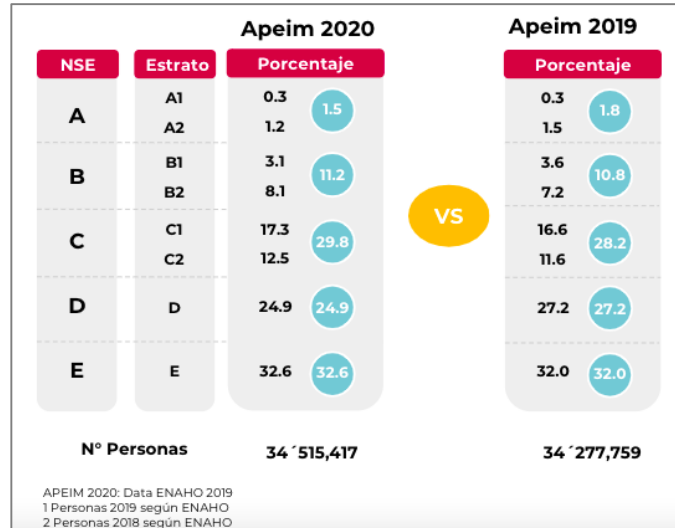 Apeim 2020 Apeim 2019
NSE Estrato Porcentaje Porcentaje
A1 0.3 0.3
A 1.5 1.8
A2 1.2 1.5
B1 3.1 3.6
B 11.2 10.8
B2 8.1 7.2
VS
C1 17.3 16.6
C 29.8 28.2
C2 12.5 11.6
D D 24.9 24.9 27.2 27.2
E E 32.6 32.6 32.0 32.0
N° Personas 34´515,417 34´277,759
APEIM 2020: Data ENAHO 2019
1 Personas 2019 según ENAHO
2 Personas 2018 según ENAHO